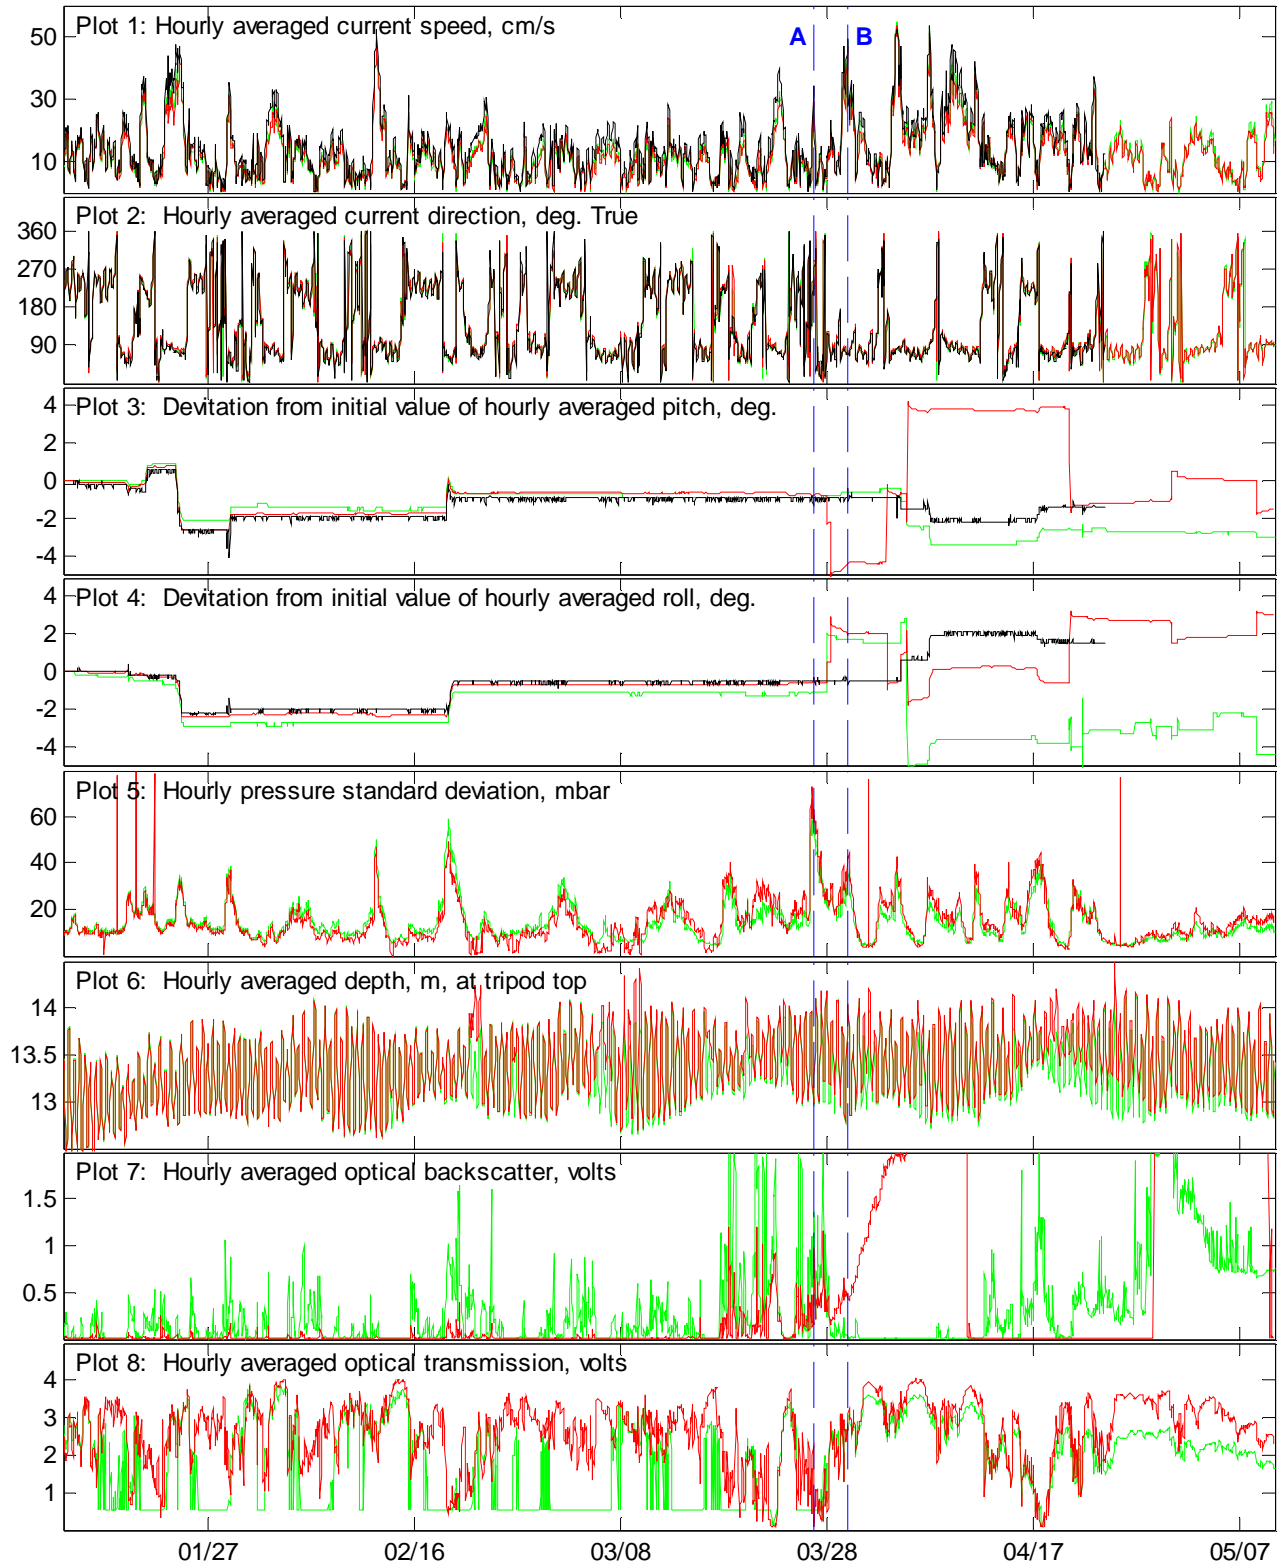 Plot 1: Hourly averaged current speed, cm/s
A
B
50
30
10
Plot 2: Hourly averaged current direction, deg. True
360
270
180
90
Plot 3: Devitation from initial value of hourly averaged pitch, deg.
4
2
0
-2
-4
Plot 4: Devitation from initial value of hourly averaged roll, deg.
4
2
0
-2
-4
Plot 5: Hourly pressure standard deviation, mbar
60
40
20
Plot 6: Hourly averaged depth, m, at tripod top
14
13.5
13
Plot 7: Hourly averaged optical backscatter, volts
1.5
1
0.5
Plot 8: Hourly averaged optical transmission, volts
4
3
2
1
01/27 02/16 03/08 03/28 04/17 05/07